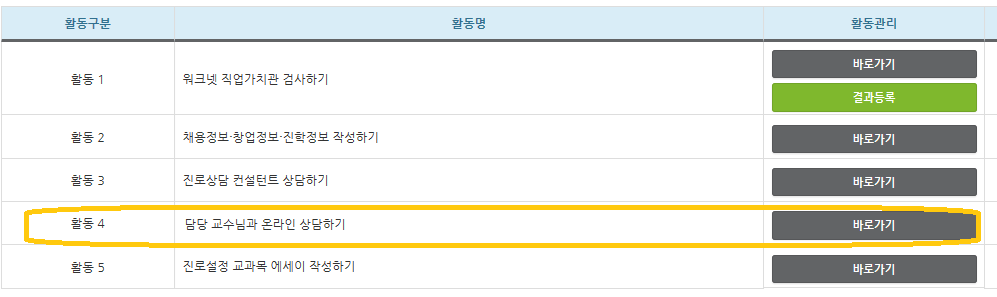 활동구분 활동명 활동관리
활동 1 워크넷 직업가치관 검사하기 바로가기
결과등록
활동 2 채용정보·창업정보·진학정보 작성하기 바로가기
활동 3 진로상담 컨설턴트 상담하기 바로가기
활동 4 담당 교수님과 온라인 상담하기 바로가기
활동 5 진로설정 교과목 에세이 작성하기 바로가기